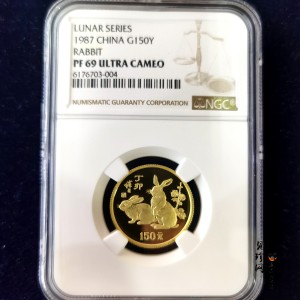 LUNAR SERIES
1987 CHINA G150Y
RABBIT
PF 69 ULTRA CAMEO
6176703-004
NUMISMATIC GUARANTY CORPORATION
NGC
丁卯
150元